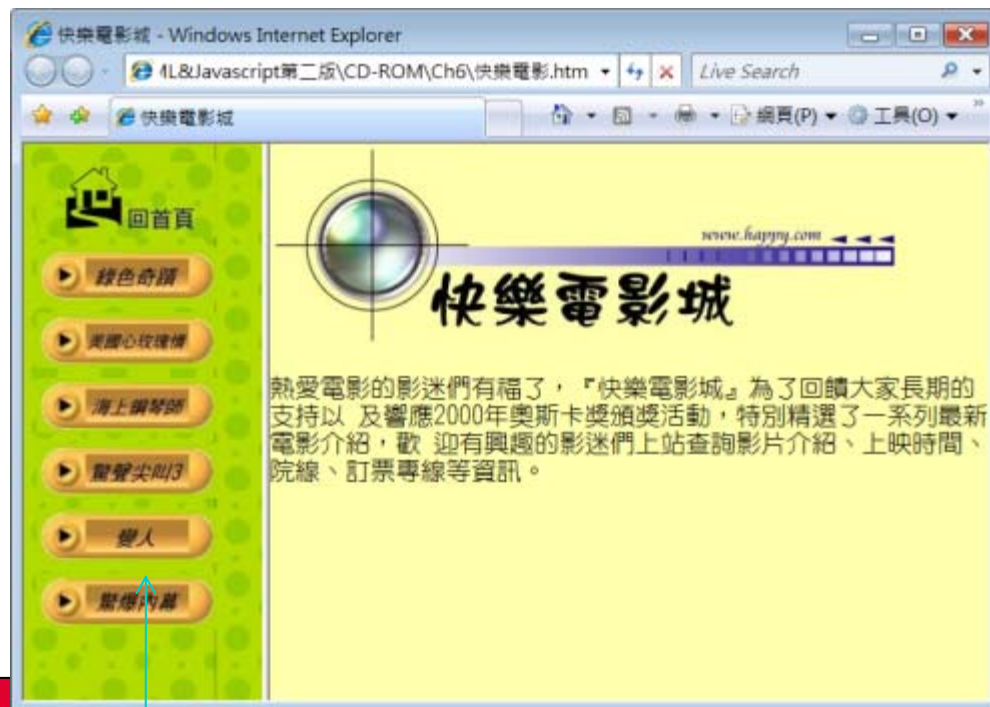 快樂電影城 - Windows Internet Explorer
ML&Javascript第二版\CD-ROM\Ch6\快樂電影.htm
Live Search
快樂電影城
網頁(P)
工具(O)
»
回首頁
綠色奇蹟
美國心玫瑰情
海上鋼琴師
驚聲尖叫3
變人
驚爆內幕
www.happy.com
快樂電影城
熱愛電影的影迷們有福了，『快樂電影城』為了回饋大家長期的
支持以 及響應2000年奧斯卡獎頒獎活動，特別精選了一系列最新
電影介紹，歡 迎有興趣的影迷們上站查詢影片介紹、上映時間、
院線、訂票專線等資訊。